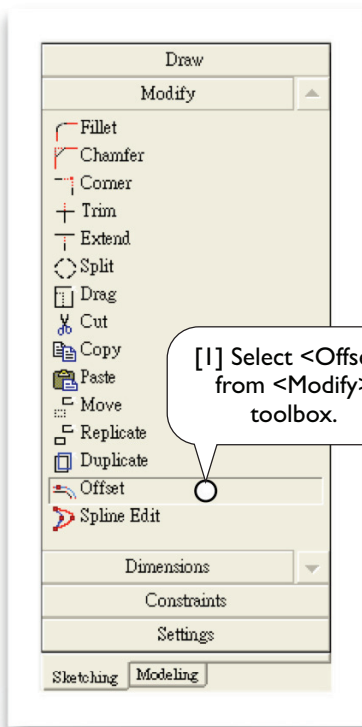 Draw
Modify
Fillet
Chamfer
Corner
Trim
Extend
Split
Drag
Cut
Copy
Paste
Move
Replicate
Duplicate
Offset
Spline Edit
[1] Select <Offse
from <Modify>
toolbox.
Dimensions
Constraints
Settings
Sketching Modeling